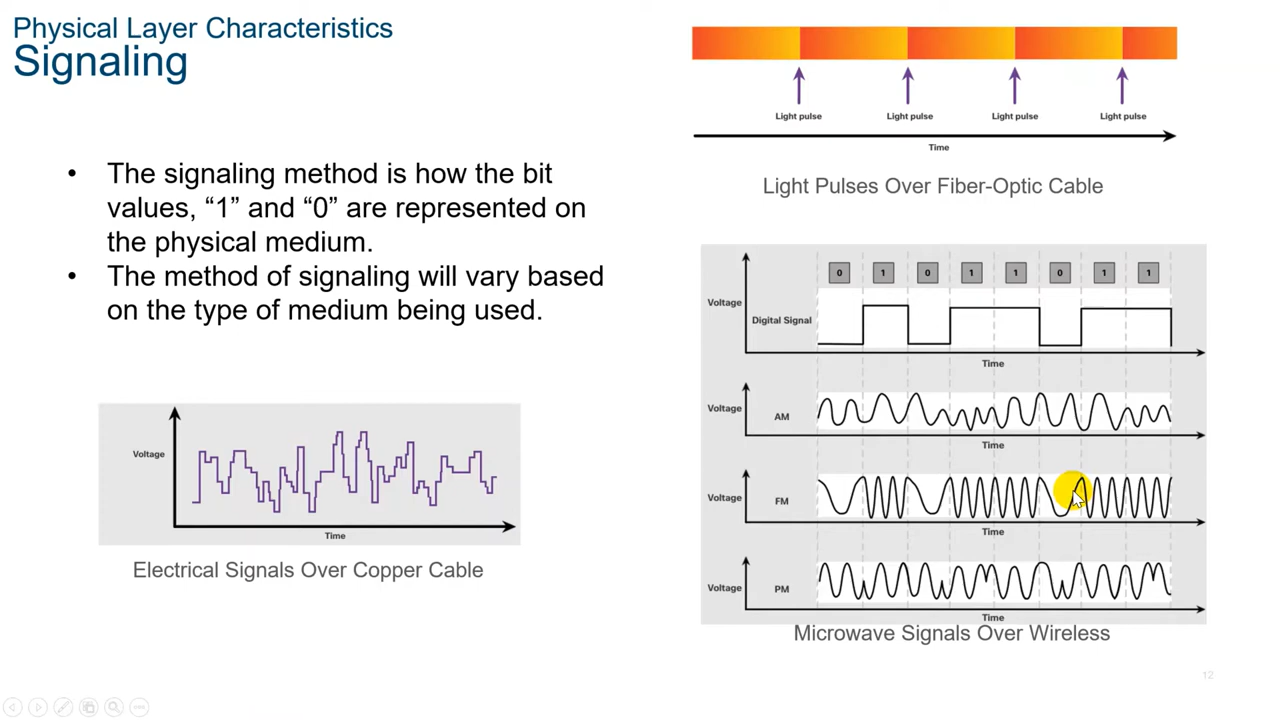 Physical Layer Characteristics
Signaling
• The signaling method is how the bit
values, “1” and “0” are represented on
the physical medium.
• The method of signaling will vary based
on the type of medium being used.
Voltage
Time
Electrical Signals Over Copper Cable
Light pulse Light pulse Light pulse Light pulse
Time
Light Pulses Over Fiber-Optic Cable
0 1 0 1 1 0 1 1
Voltage
Digital Signal
Time
Voltage AM
Time
Voltage FM
Time
Voltage PM
Time
Microwave Signals Over Wireless
12